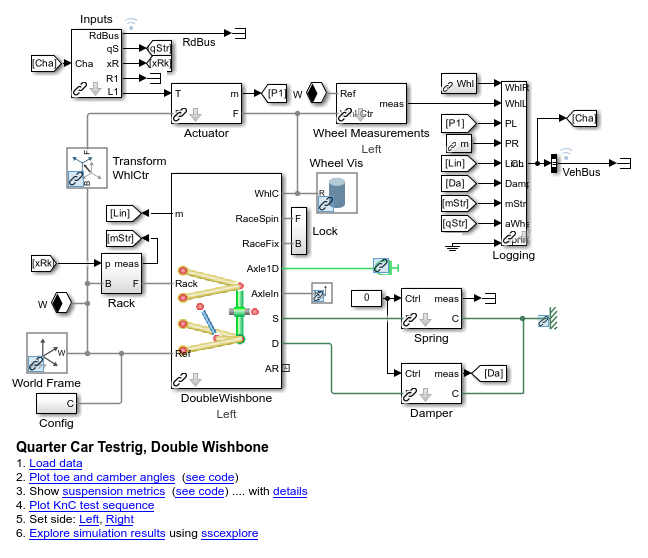 Inputs
RdBus
qS
xR
R1
L1
Cha
[Cha]
[qStr]
[xRk]
RdBus
T
m
F
Actuator
[P1]
W
Ref
meas
Wheel Measurements
Left
Whl
[P1]
m
[Lin]
[Da]
[mStr]
[qStr]
WhlR
WhlL
PL
PR
mStr
Logging
[Cha]
VehBus
F
B
Transform
WhlCtr
Wheel Vis
R
[Lin]
[mStr]
[xRk]
p meas
B F
Rack
W
World Frame
W
C
Config
m
Rack
Ref
WhlC
RaceSpin
RaceFix
Axle1D
AxleIn
S
D
AR
DoubleWishbone
Left
F
B
Lock
0
Ctrl meas
C
Spring
Ctrl meas
C
Damper
[Da]
Quarter Car Testrig, Double Wishbone
1. Load data
2. Plot toe and camber angles (see code)
3. Show suspension metrics (see code) .... with details
4. Plot KnC test sequence
5. Set side: Left, Right
6. Explore simulation results using sscexplore